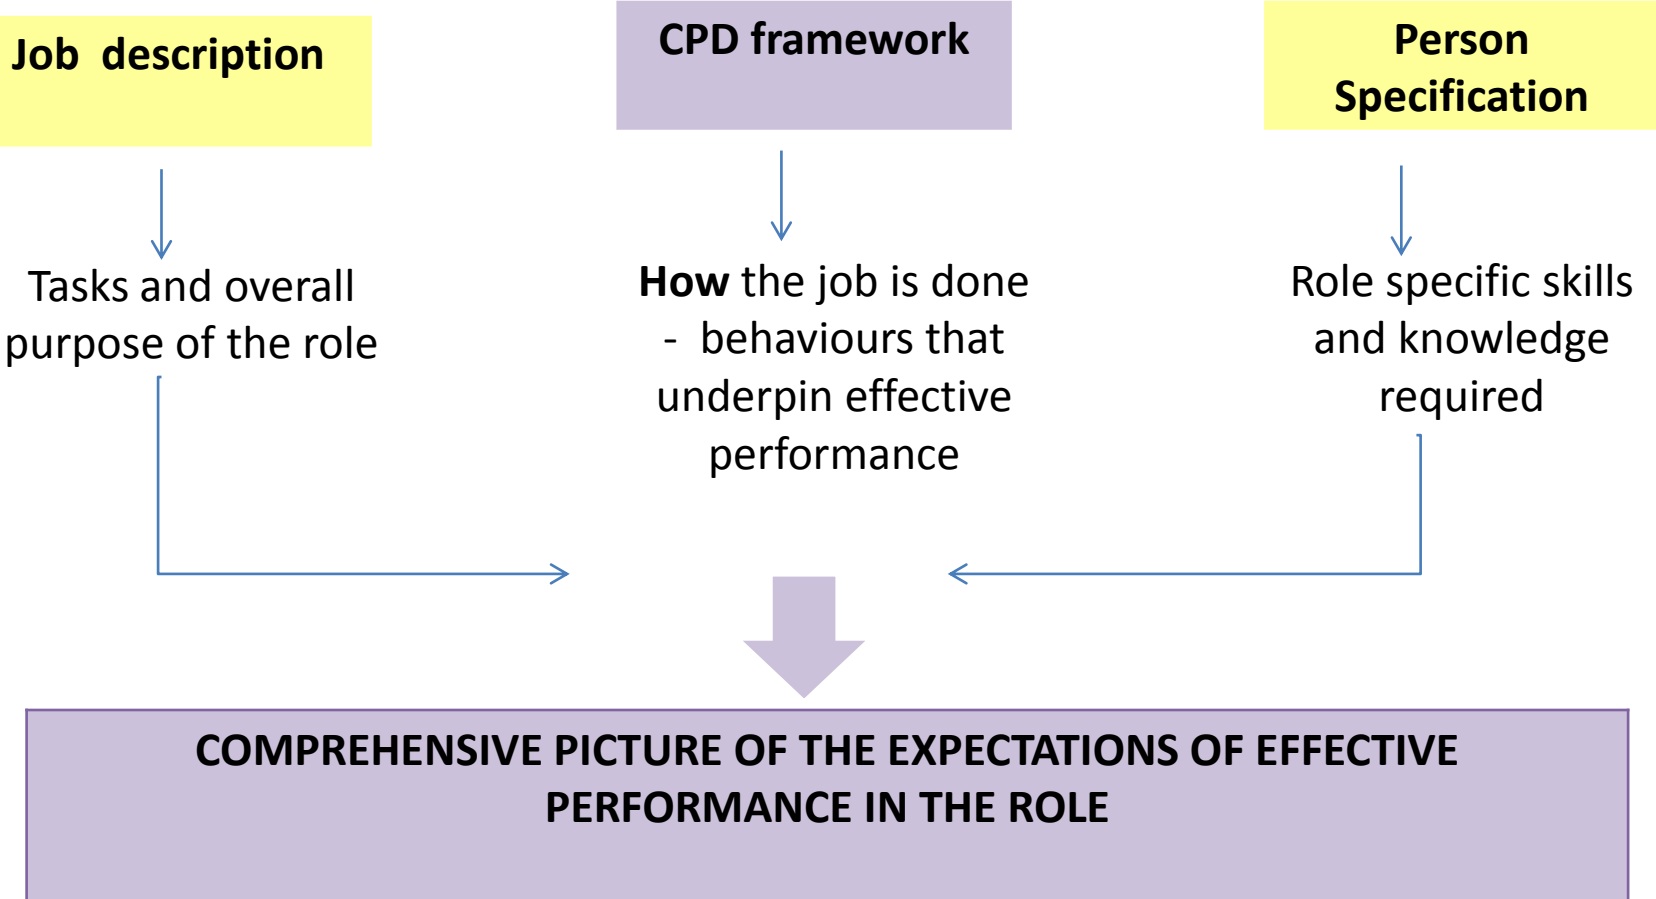 Job  description
CPD framework
Person
Specification
Tasks and overall
purpose of the role
How the job is done
-  behaviours that
underpin effective
performance
Role specific skills
and knowledge
required
COMPREHENSIVE PICTURE OF THE EXPECTATIONS OF EFFECTIVE
PERFORMANCE IN THE ROLE